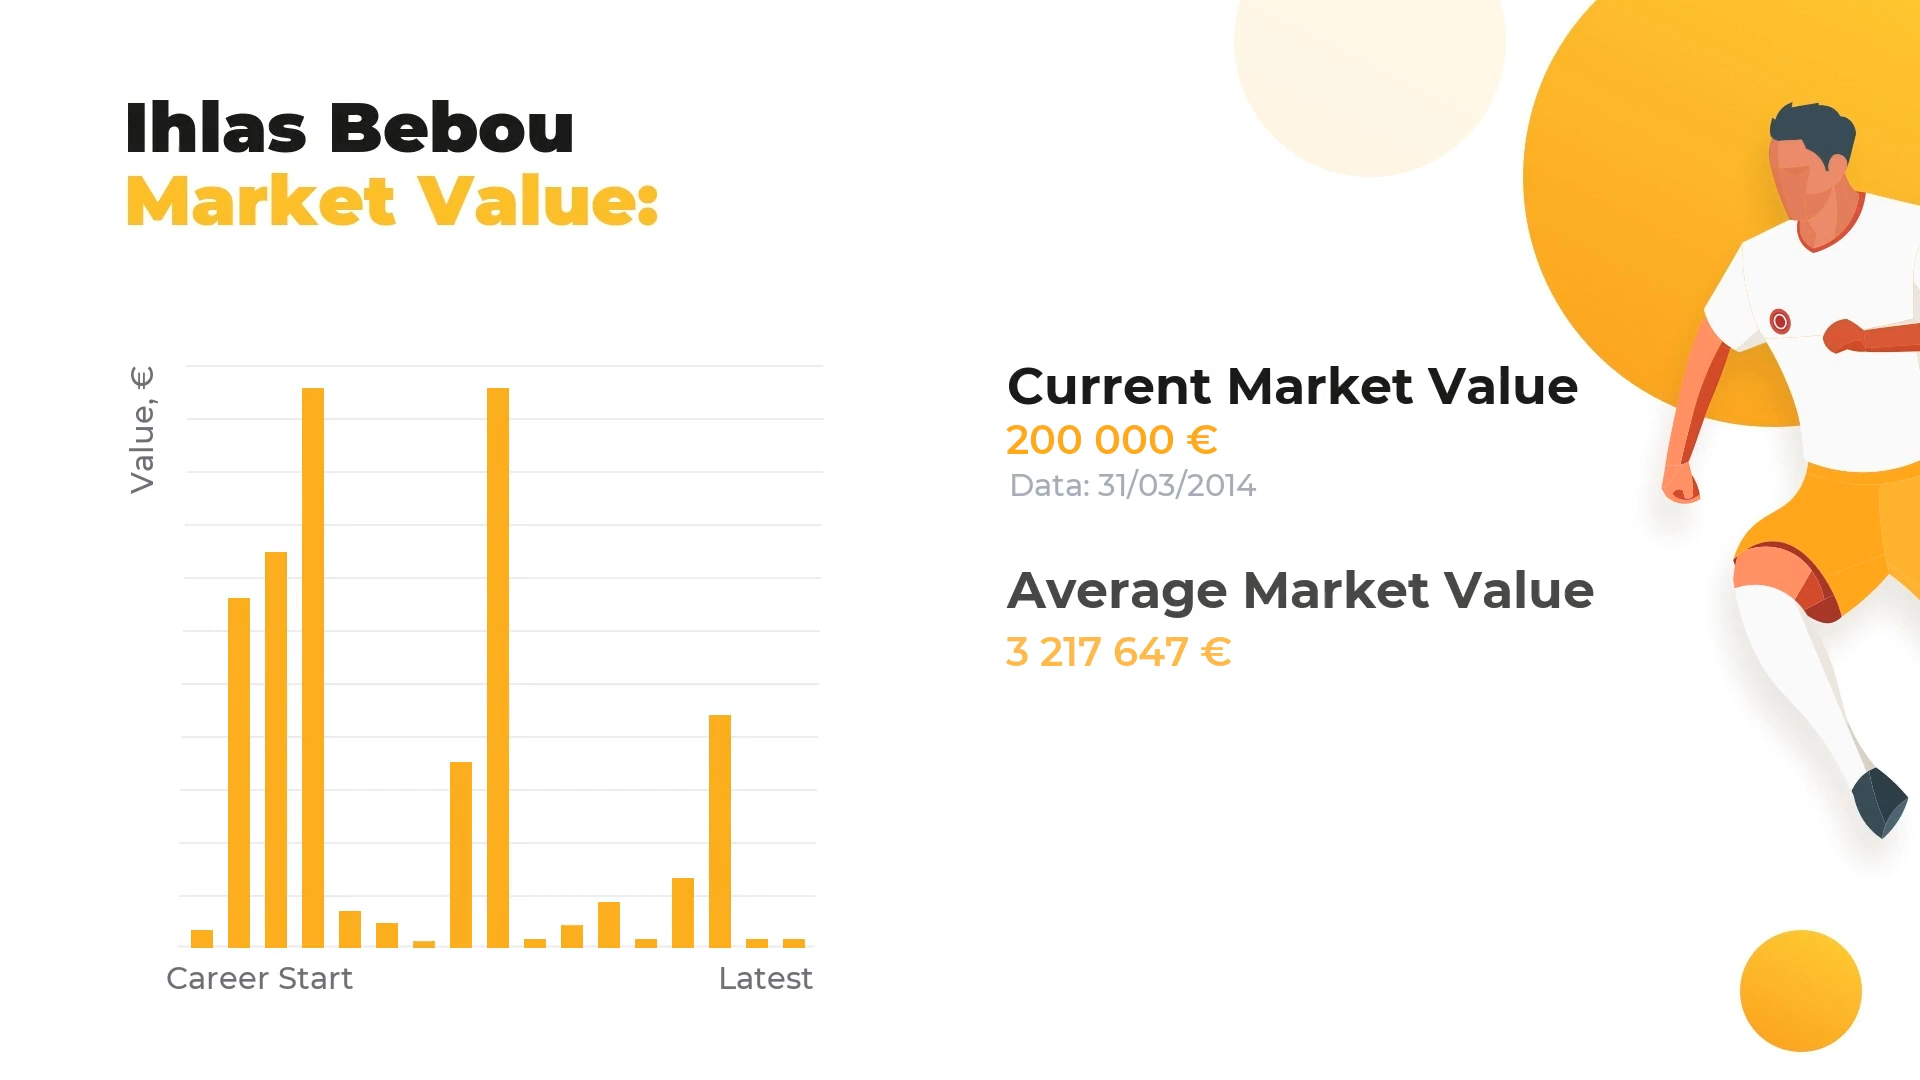 Ihlas Bebou
Market Value:
Value, €
Career Start
Latest
Current Market Value
200 000 €
Data: 31/03/2014
Average Market Value
3 217 647 €